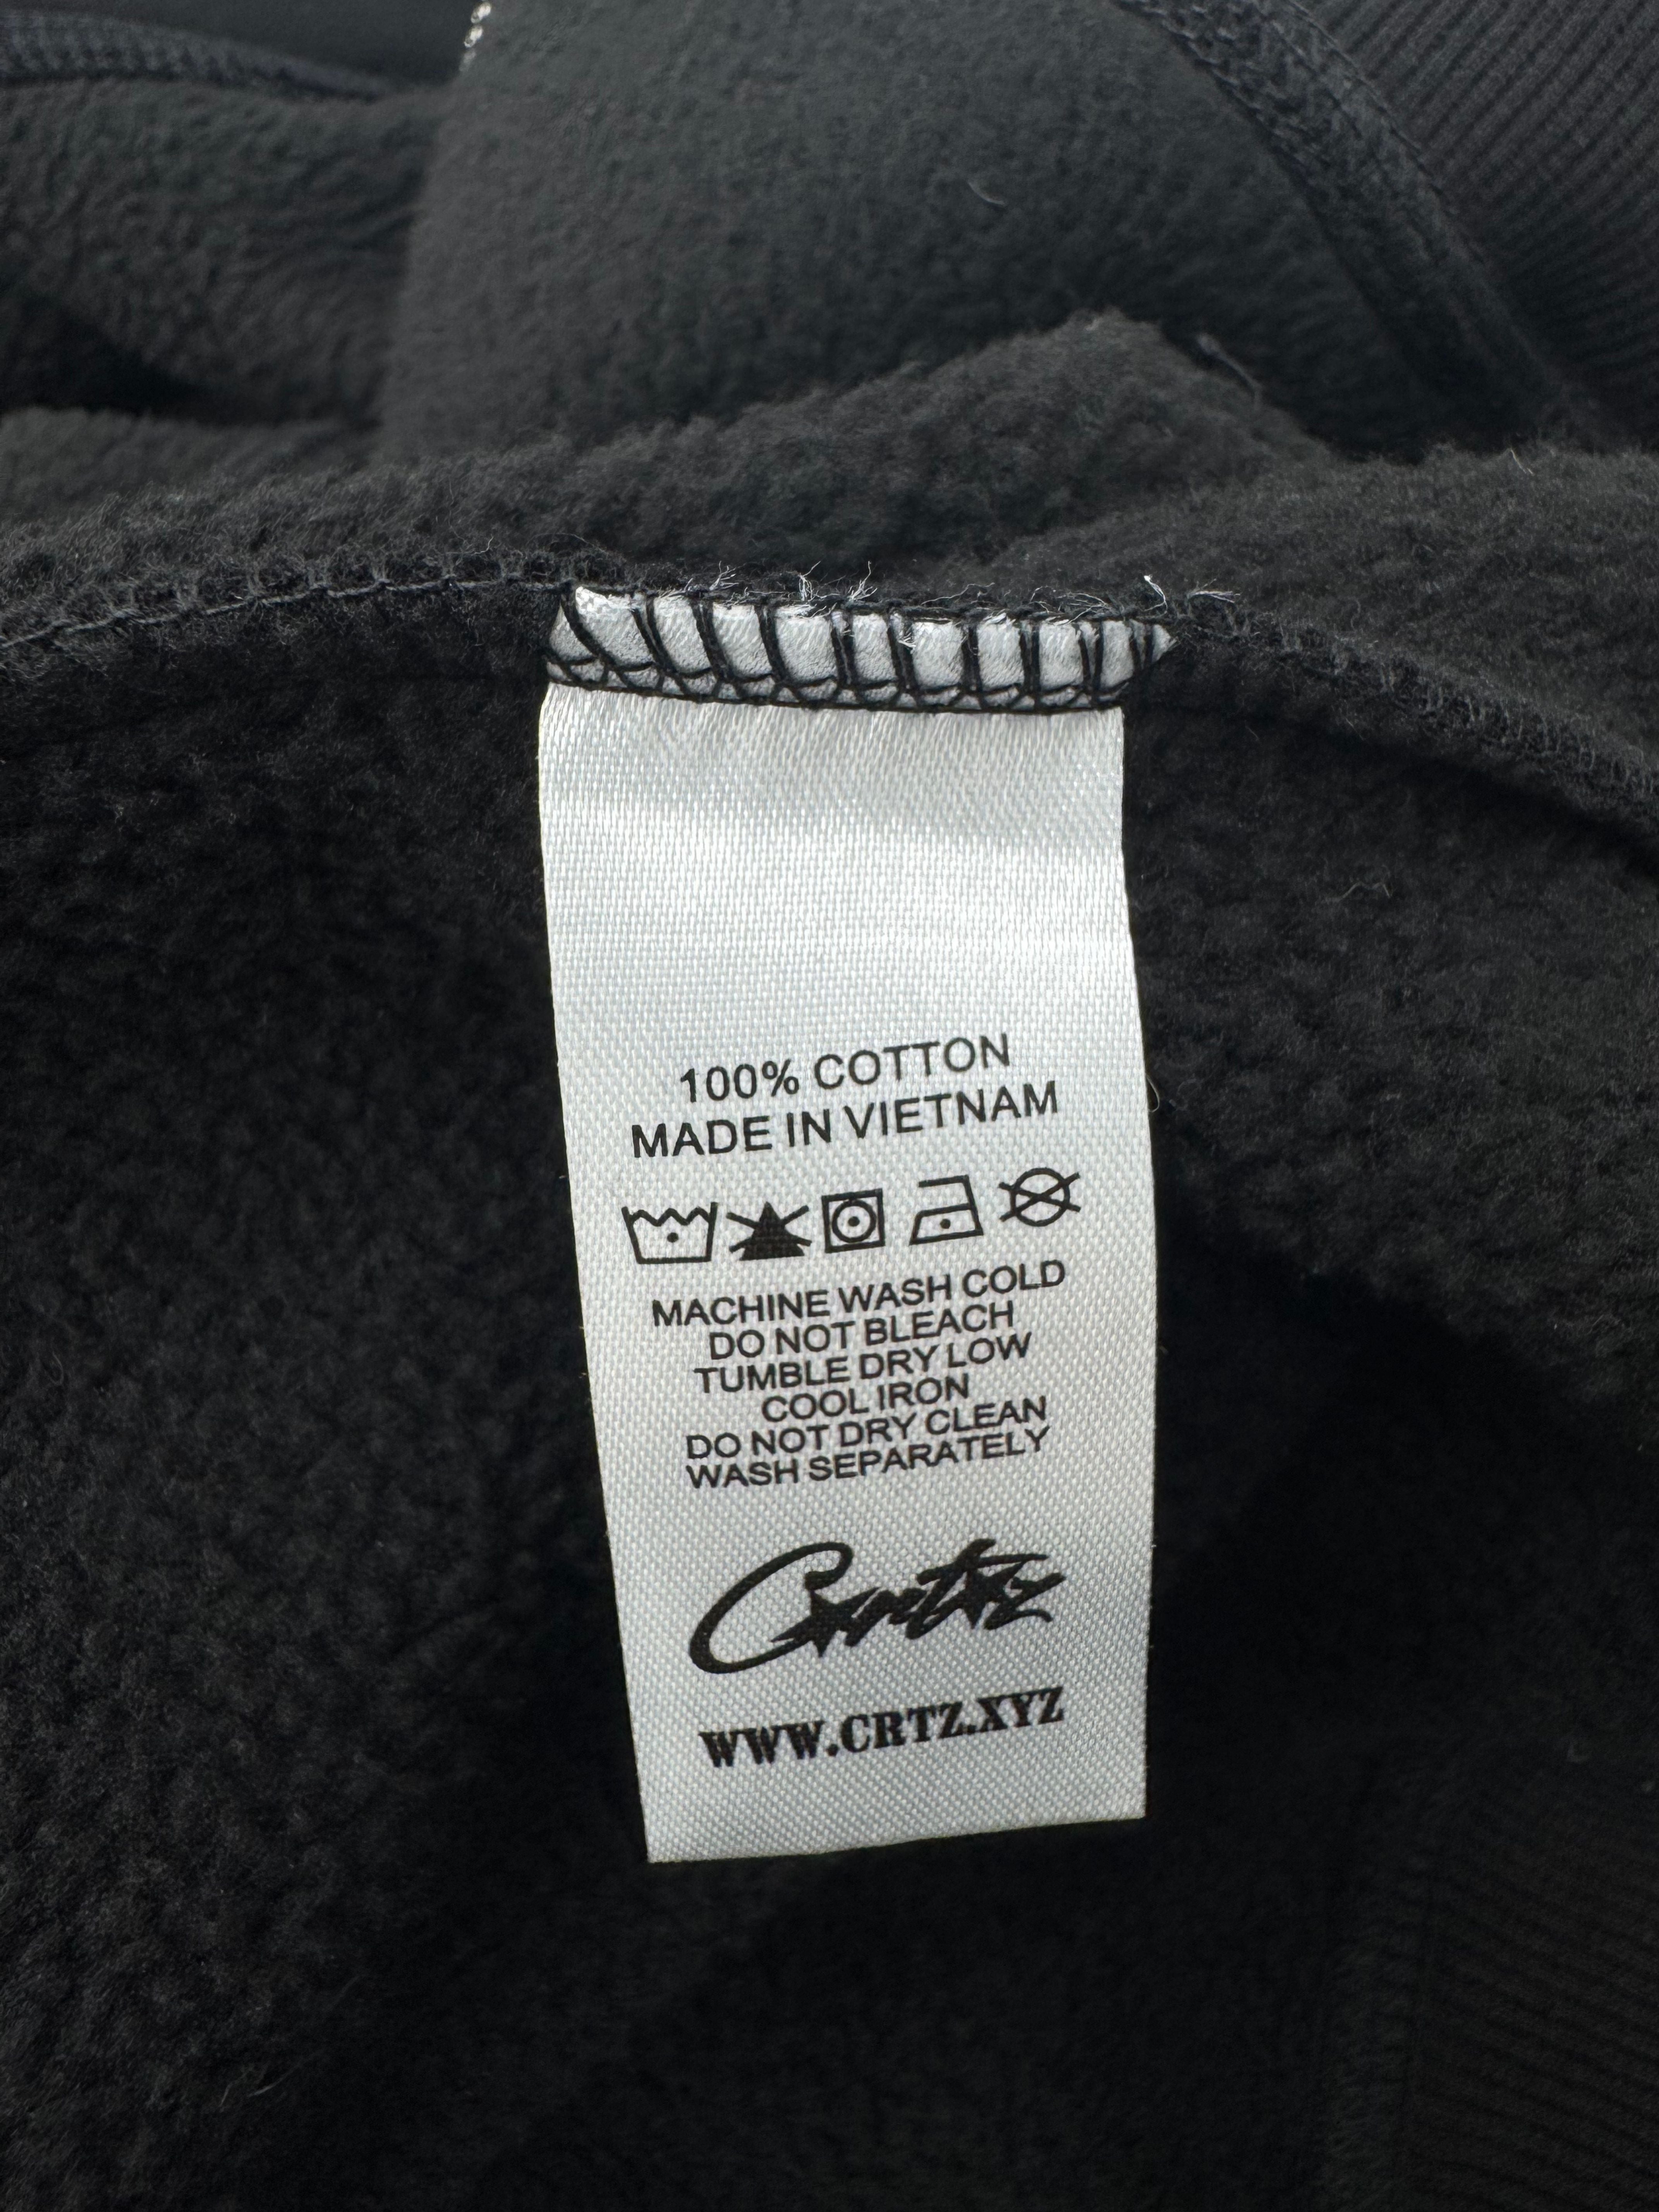 100% COTTON
MADE IN VIETNAM
MACHINE WASH COLD
DO NOT BLEACH
TUMBLE DRY LOW
COOL IRON
DO NOT DRY CLEAN
WASH SEPARATELY
Crtz
WWW.CRTZ.XYZ